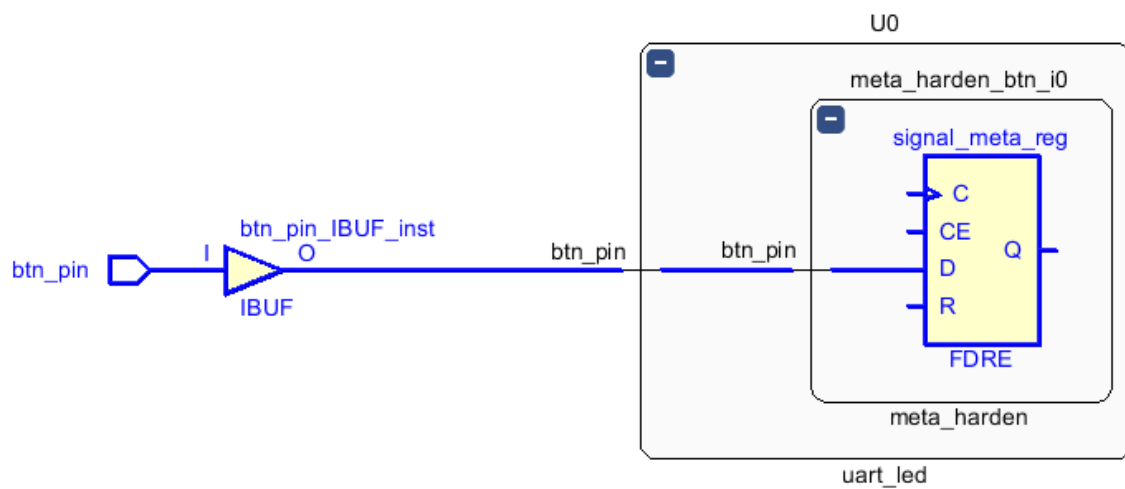 U0
meta_harden_btn_i0
signal_meta_reg
C
CE
D
R
Q
FDRE
meta_harden
uart_led
btn_pin
I
btn_pin_IBUF_inst
O
IBUF
btn_pin
btn_pin